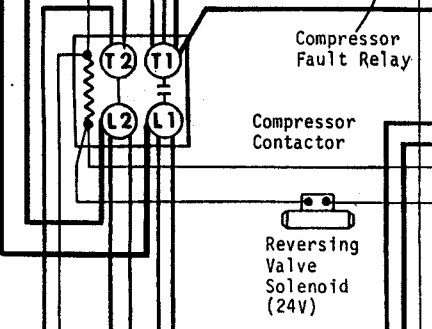 Compressor
Fault Relay
T2 T1
L2 L1
Compressor
Contactor
Reversing
Valve
Solenoid
(24V)